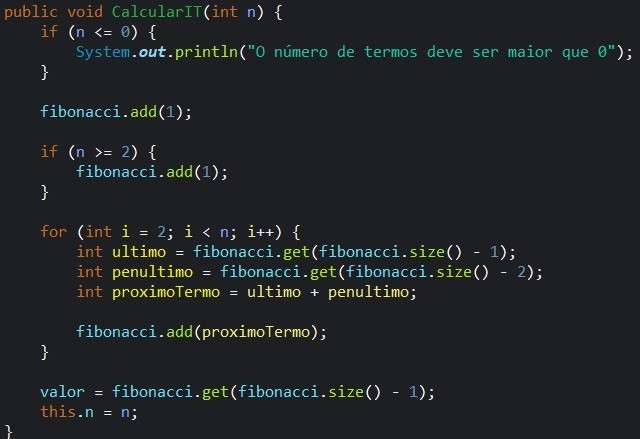 public void CalcularIT(int n) {
    if (n <= 0) {
        System.out.println("O número de termos deve ser maior que 0");
    }

    fibonacci.add(1);

    if (n >= 2) {
        fibonacci.add(1);
    }

    for (int i = 2; i < n; i++) {
        int ultimo = fibonacci.get(fibonacci.size() - 1);
        int penultimo = fibonacci.get(fibonacci.size() - 2);
        int proximoTermo = ultimo + penultimo;

        fibonacci.add(proximoTermo);
    }

    valor = fibonacci.get(fibonacci.size() - 1);
    this.n = n;
}